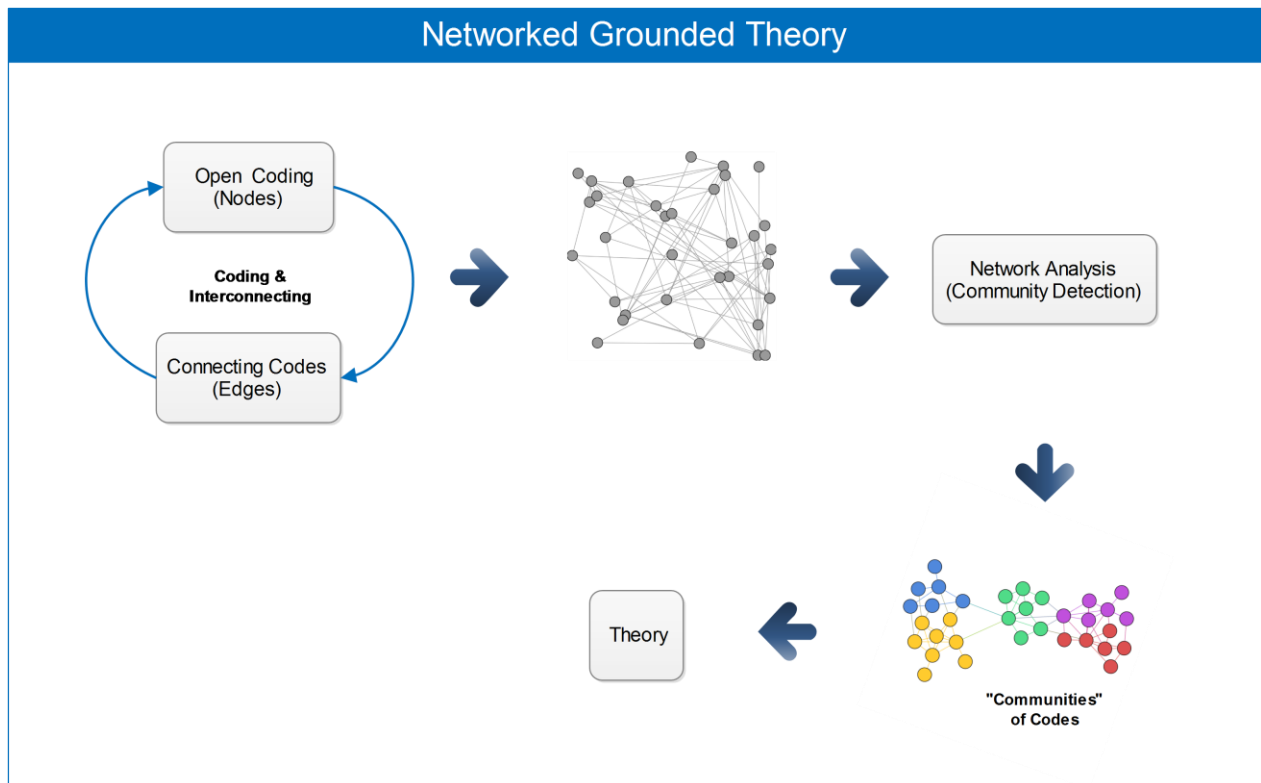 Networked Grounded Theory
Open Coding
(Nodes)
Coding &
Interconnecting
Connecting Codes
(Edges)
Network Analysis
(Community Detection)
"Communities"
of Codes
Theory